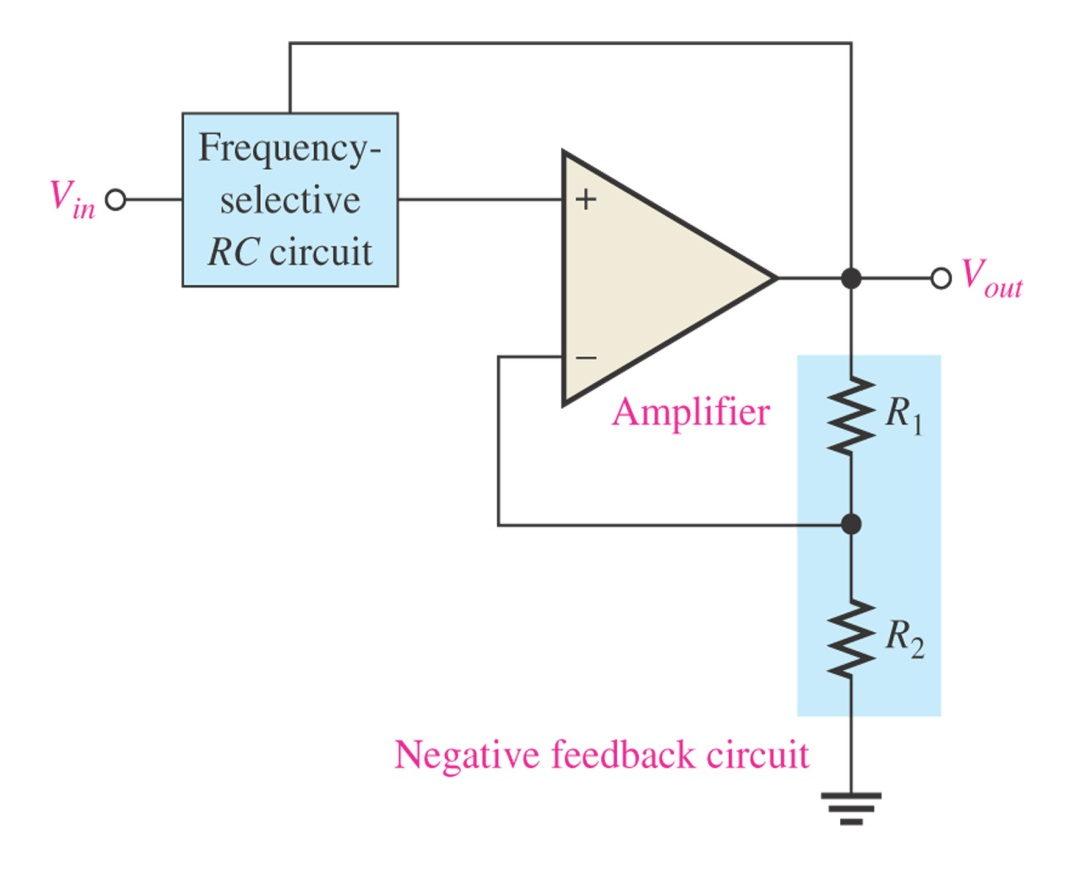 Frequency-
selective
RC circuit
V_in
+
V_out
−
Amplifier
R_1
R_2
Negative feedback circuit